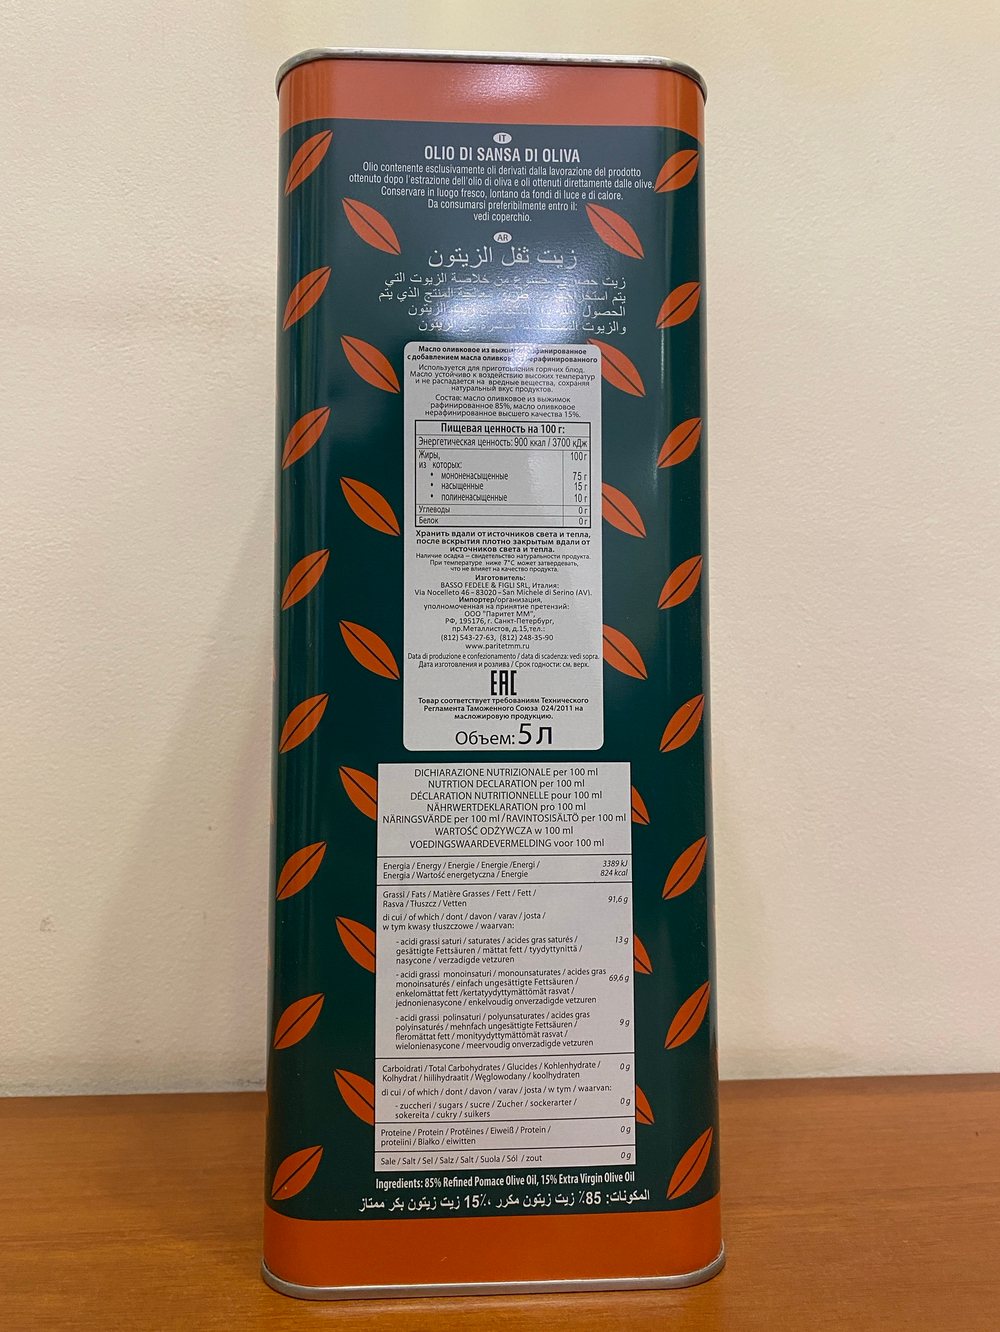 IT
OLIO DI SANSA DI OLIVA
Olio contenente esclusivamente oli derivati dalla lavorazione del prodotto
ottenuto dopo l'estrazione dell'olio di oliva e oli ottenuti direttamente dalle olive.
Conservare in luogo fresco, lontano da fondi di luce e di calore.
Da consumarsi preferibilmente entro il:
vedi coperchio.
AR
زيت ثفل الزيتون
زيت من خلاصة الزيوت التي
يتم المنتج الذي يتم
الحصول الزيتون
والزيوت
Масло оливковое из
с добавлением масла
Используется для приготовления горячих блюд.
Масло устойчиво к воздействию высоких температур
и не распадается на вредные вещества, сохраняя
натуральный вкус продуктов.
Состав: масло оливковое из выжимок
рафинированное 85%, масло оливковое
нерафинированное высшего качества 15%.
Пищевая ценность на 100 г:
Энергетическая ценность: 900 ккал / 3700 кДж
Жиры, 100 г
из которых:
• мононенасыщенные 75 г
• насыщенные 15 г
• полиненасыщенные 10 г
Углеводы 0 г
Белок 0 г
Хранить вдали от источников света и тепла,
после вскрытия плотно закрытым вдали от
источников света и тепла.
Наличие осадка – свидетельство натуральности продукта.
При температуре ниже 7°С может затвердевать,
что не влияет на качество продукта.
Изготовитель:
BASSO FEDELE & FIGLI SRL, Италия:
Via Nocelleto 46 – 83020 – San Michele di Serino (AV).
Импортер/организация,
уполномоченная на принятие претензий:
ООО "Паритет ММ",
РФ, 195176, г. Санкт-Петербург,
пр.Металлистов, д.15,тел.:
(812) 543-27-63, (812) 248-35-90
www.paritetmm.ru
Data di produzione e confezionamento / data di scadenza: vedi sopra.
Дата изготовления и розлива / Срок годности: см. верх.
EAC
Товар соответствует требованиям Технического
Регламента Таможенного Союза 024/2011 на
масложировую продукцию.
Объем: 5 л
DICHIARAZIONE NUTRIZIONALE per 100 ml
NUTRTION DECLARATION per 100 ml
DÉCLARATION NUTRITIONNELLE pour 100 ml
NÄHRWERTDEKLARATION pro 100 ml
NÄRINGSVÄRDE per 100 ml / RAVINTOSISÄLTÖ per 100 ml
WARTOŚĆ ODŻYWCZA w 100 ml
VOEDINGSWAARDEVERMELDING voor 100 ml
Energia / Energy / Energie / Energie /Energi / 3389 kJ
Energia / Wartość energetyczna / Energie 824 kcal
Grassi / Fats / Matière Grasses / Fett / Fett /
Rasva / Tłuszcz / Vetten 91,6 g
di cui / of which / dont / davon / varav / josta /
w tym kwasy tłuszczowe / waarvan:
- acidi grassi saturi / saturates / acides gras saturés / 13 g
gesättigte Fettsäuren / mättat fett / tyydyttynittä /
nasycone / verzadigde vetzuren
- acidi grassi monoinsaturi / monounsaturates / acides gras
monoinsaturés / einfach ungesättigte Fettsäuren / 69,6 g
enkelomättat fett /kertatyydyttymättömät rasvat /
jednonienasycone / enkelvoudig onverzadigde vetzuren
- acidi grassi polinsaturi / polyunsaturates / acides gras
polyinsaturés / mehnfach ungesättigte Fettsäuren / 9 g
fleromättat fett / monityydyttymättömät rasvat /
wielonienasycone / meervoudig onverzadigde vetzuren
Carboidrati / Total Carbohydrates / Glucides / Kohlenhydrate / 0 g
Kolhydrat / hiilihydraatit / Węglowodany / koolhydraten
di cui / of which / dont / davon / varav / josta / w tym / waarvan:
- zuccheri / sugars / sucre / Zucher / sockerarter / 0 g
sokereita / cukry / suikers
Proteine / Protein / Protéines / Eiweiß / Protein / 0 g
proteiini / Białko / eiwitten
Sale / Salt / Sel / Salz / Salt / Suola / Sól / zout 0 g
Ingredients: 85% Refined Pomace Olive Oil, 15% Extra Virgin Olive Oil
المكونات: 85٪ زيت زيتون مكرر ،15٪ زيت زيتون بكر ممتاز